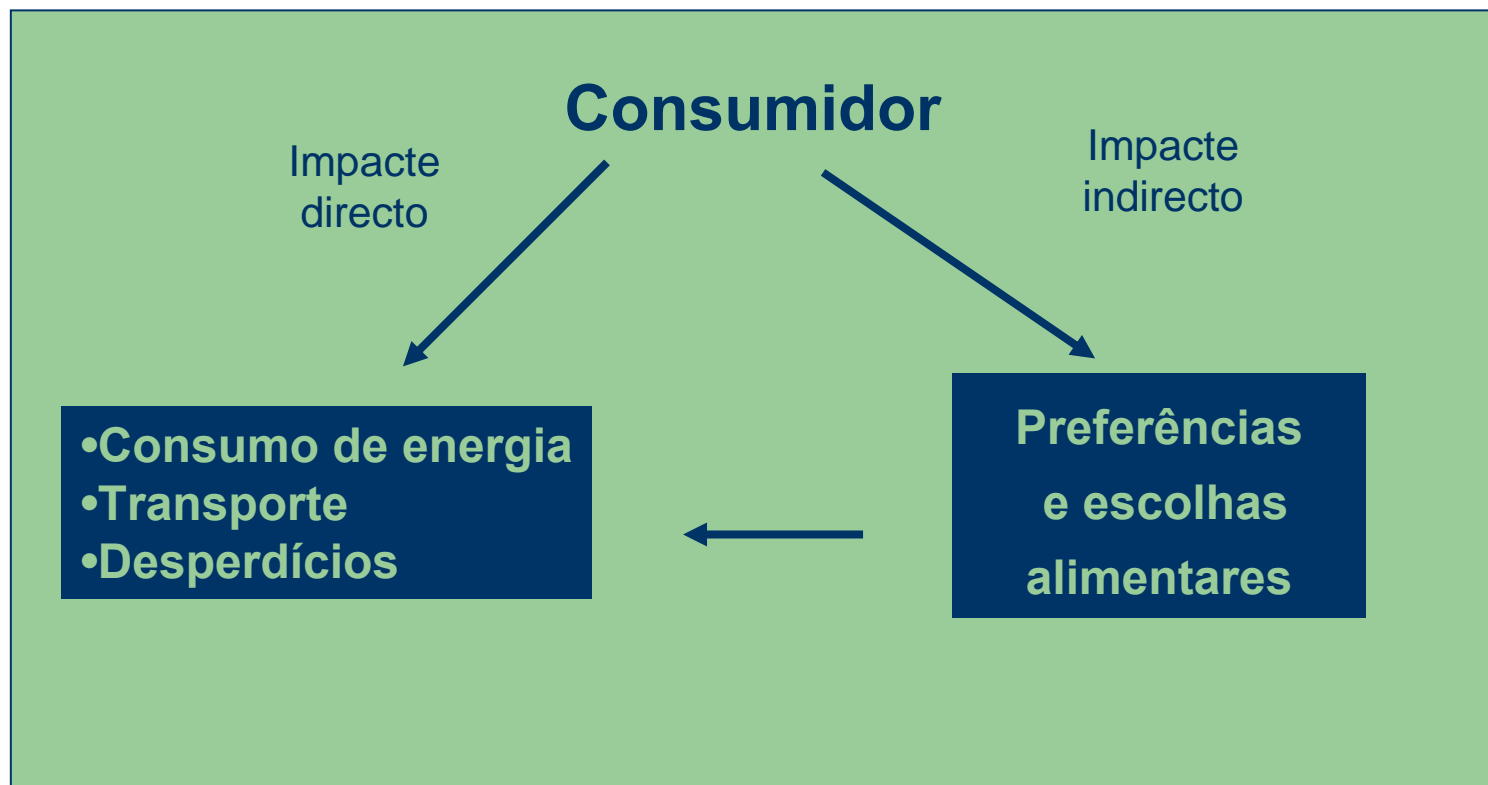 Consumidor
Impacte
directo
Impacte
indirecto
•Consumo de energia
•Transporte
•Desperdícios
Preferências
e escolhas
alimentares